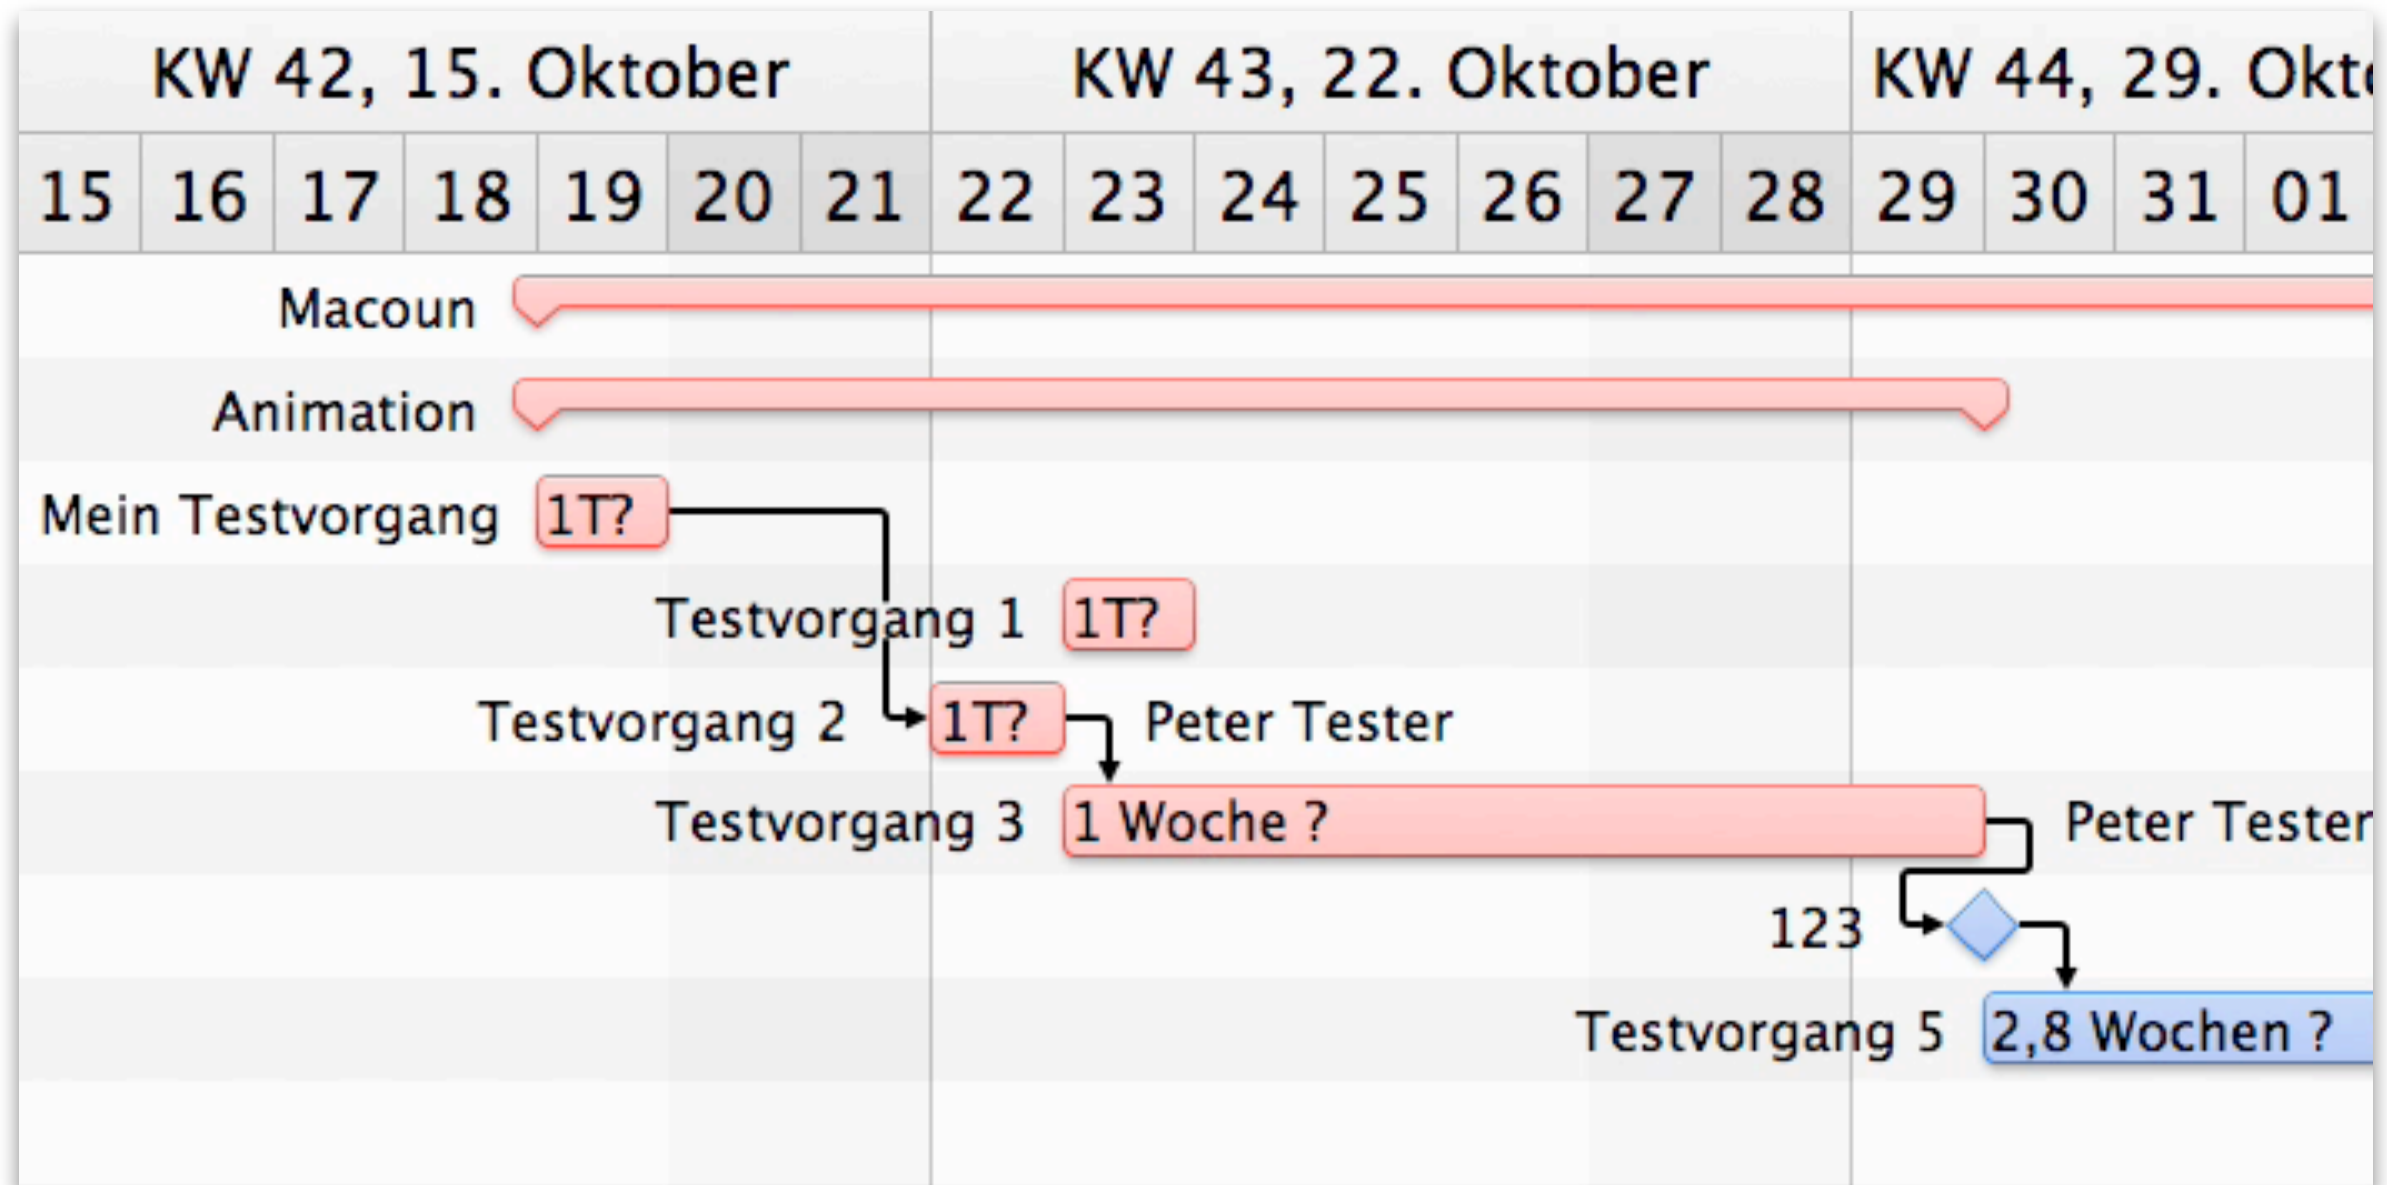 KW 42, 15. Oktober KW 43, 22. Oktober KW 44, 29. Okto
15 16 17 18 19 20 21 22 23 24 25 26 27 28 29 30 31 01
Macoun
Animation
Mein Testvorgang 1T?
Testvorgang 1 1T?
Testvorgang 2 1T? Peter Tester
Testvorgang 3 1 Woche ? Peter Tester
123
Testvorgang 5 2,8 Wochen ?